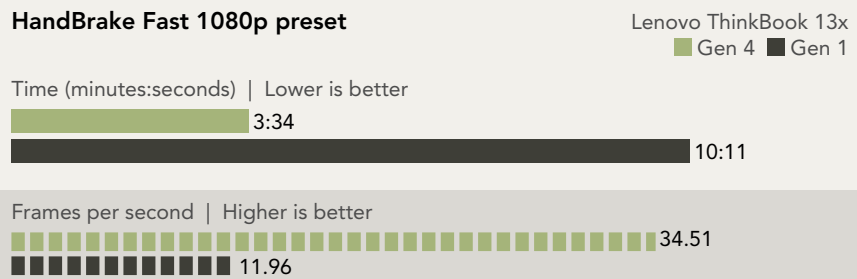 HandBrake Fast 1080p preset
Lenovo ThinkBook 13x
Gen 4 Gen 1
Time (minutes:seconds) | Lower is better
3:34
10:11
Frames per second | Higher is better
34.51
11.96